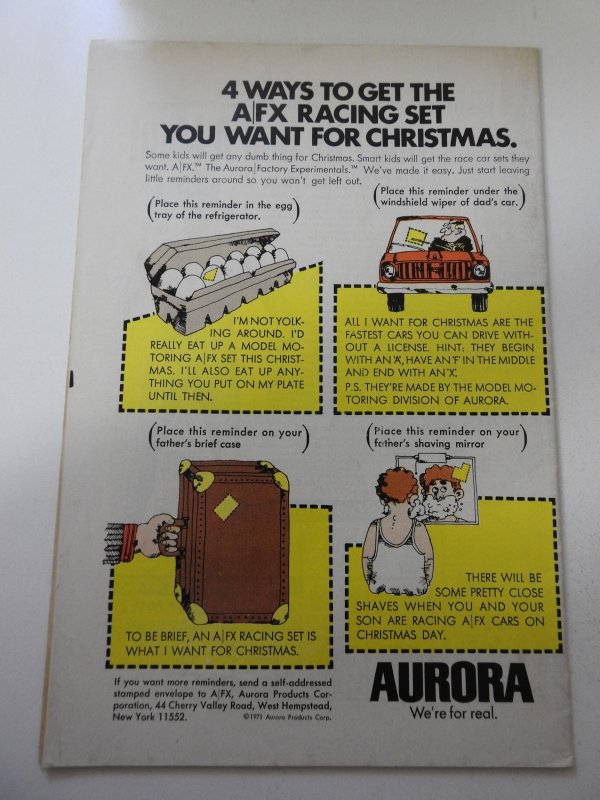 4 WAYS TO GET THE
A|FX RACING SET
YOU WANT FOR CHRISTMAS.
Some kids will get any dumb thing for Christmas. Smart kids will get the race car sets they
want. A|FX.™ The Aurora|Factory Experimentals.™ We've made it easy. Just start leaving
little reminders around so you won't get left out.
(Place this reminder in the egg
tray of the refrigerator.)
I'M NOT YOLK-
ING AROUND. I'D
REALLY EAT UP A MODEL MO-
TORING A|FX SET THIS CHRIST-
MAS. I'LL ALSO EAT UP ANY-
THING YOU PUT ON MY PLATE
UNTIL THEN.
(Place this reminder under the
windshield wiper of dad's car.)
ALL I WANT FOR CHRISTMAS ARE THE
FASTEST CARS YOU CAN DRIVE WITH-
OUT A LICENSE. HINT: THEY BEGIN
WITH AN 'A', HAVE AN 'F' IN THE MIDDLE
AND END WITH AN 'X'.
P.S. THEY'RE MADE BY THE MODEL MO-
TORING DIVISION OF AURORA.
(Place this reminder on your
father's brief case)
TO BE BRIEF, AN A|FX RACING SET IS
WHAT I WANT FOR CHRISTMAS.
(Place this reminder on your
father's shaving mirror)
THERE WILL BE
SOME PRETTY CLOSE
SHAVES WHEN YOU AND YOUR
SON ARE RACING A|FX CARS ON
CHRISTMAS DAY.
If you want more reminders, send a self-addressed
stamped envelope to A|FX, Aurora Products Cor-
poration, 44 Cherry Valley Road, West Hempstead,
New York 11552. ©1971 Aurora Products Corp.
AURORA
We're for real.